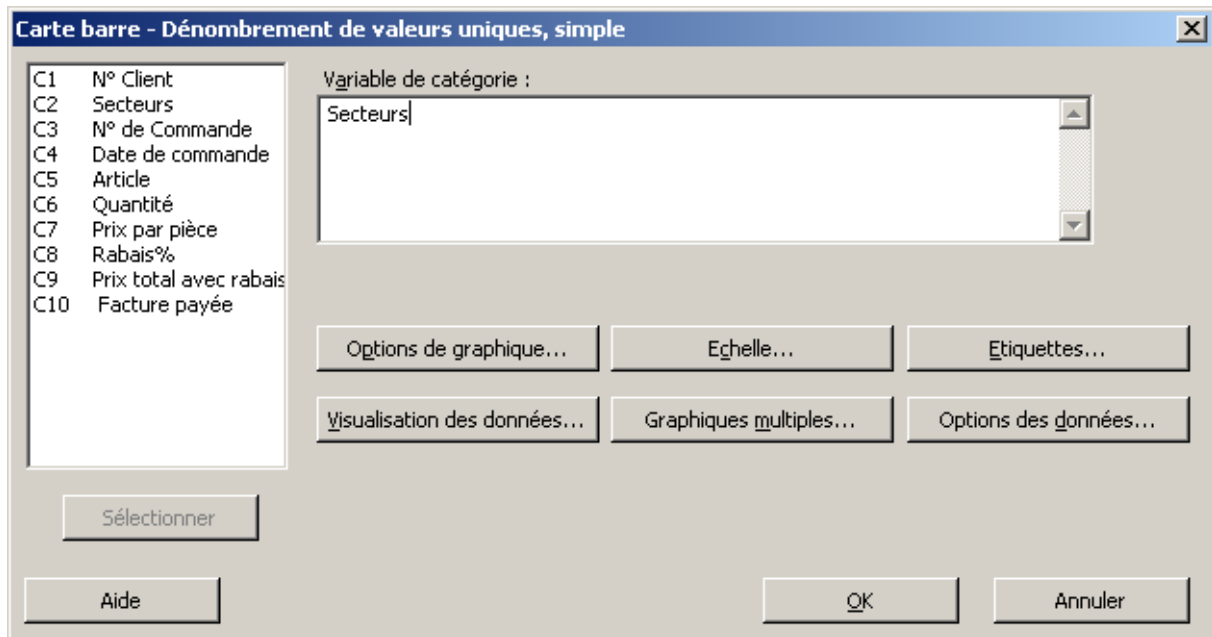 Carte barre - Dénombrement de valeurs uniques, simple
C1 N° Client
C2 Secteurs
C3 N° de Commande
C4 Date de commande
C5 Article
C6 Quantité
C7 Prix par pièce
C8 Rabais%
C9 Prix total avec rabais
C10 Facture payée
Variable de catégorie :
Secteurs
Options de graphique...
Echelle...
Etiquettes...
Visualisation des données...
Graphiques multiples...
Options des données...
Sélectionner
Aide
OK
Annuler